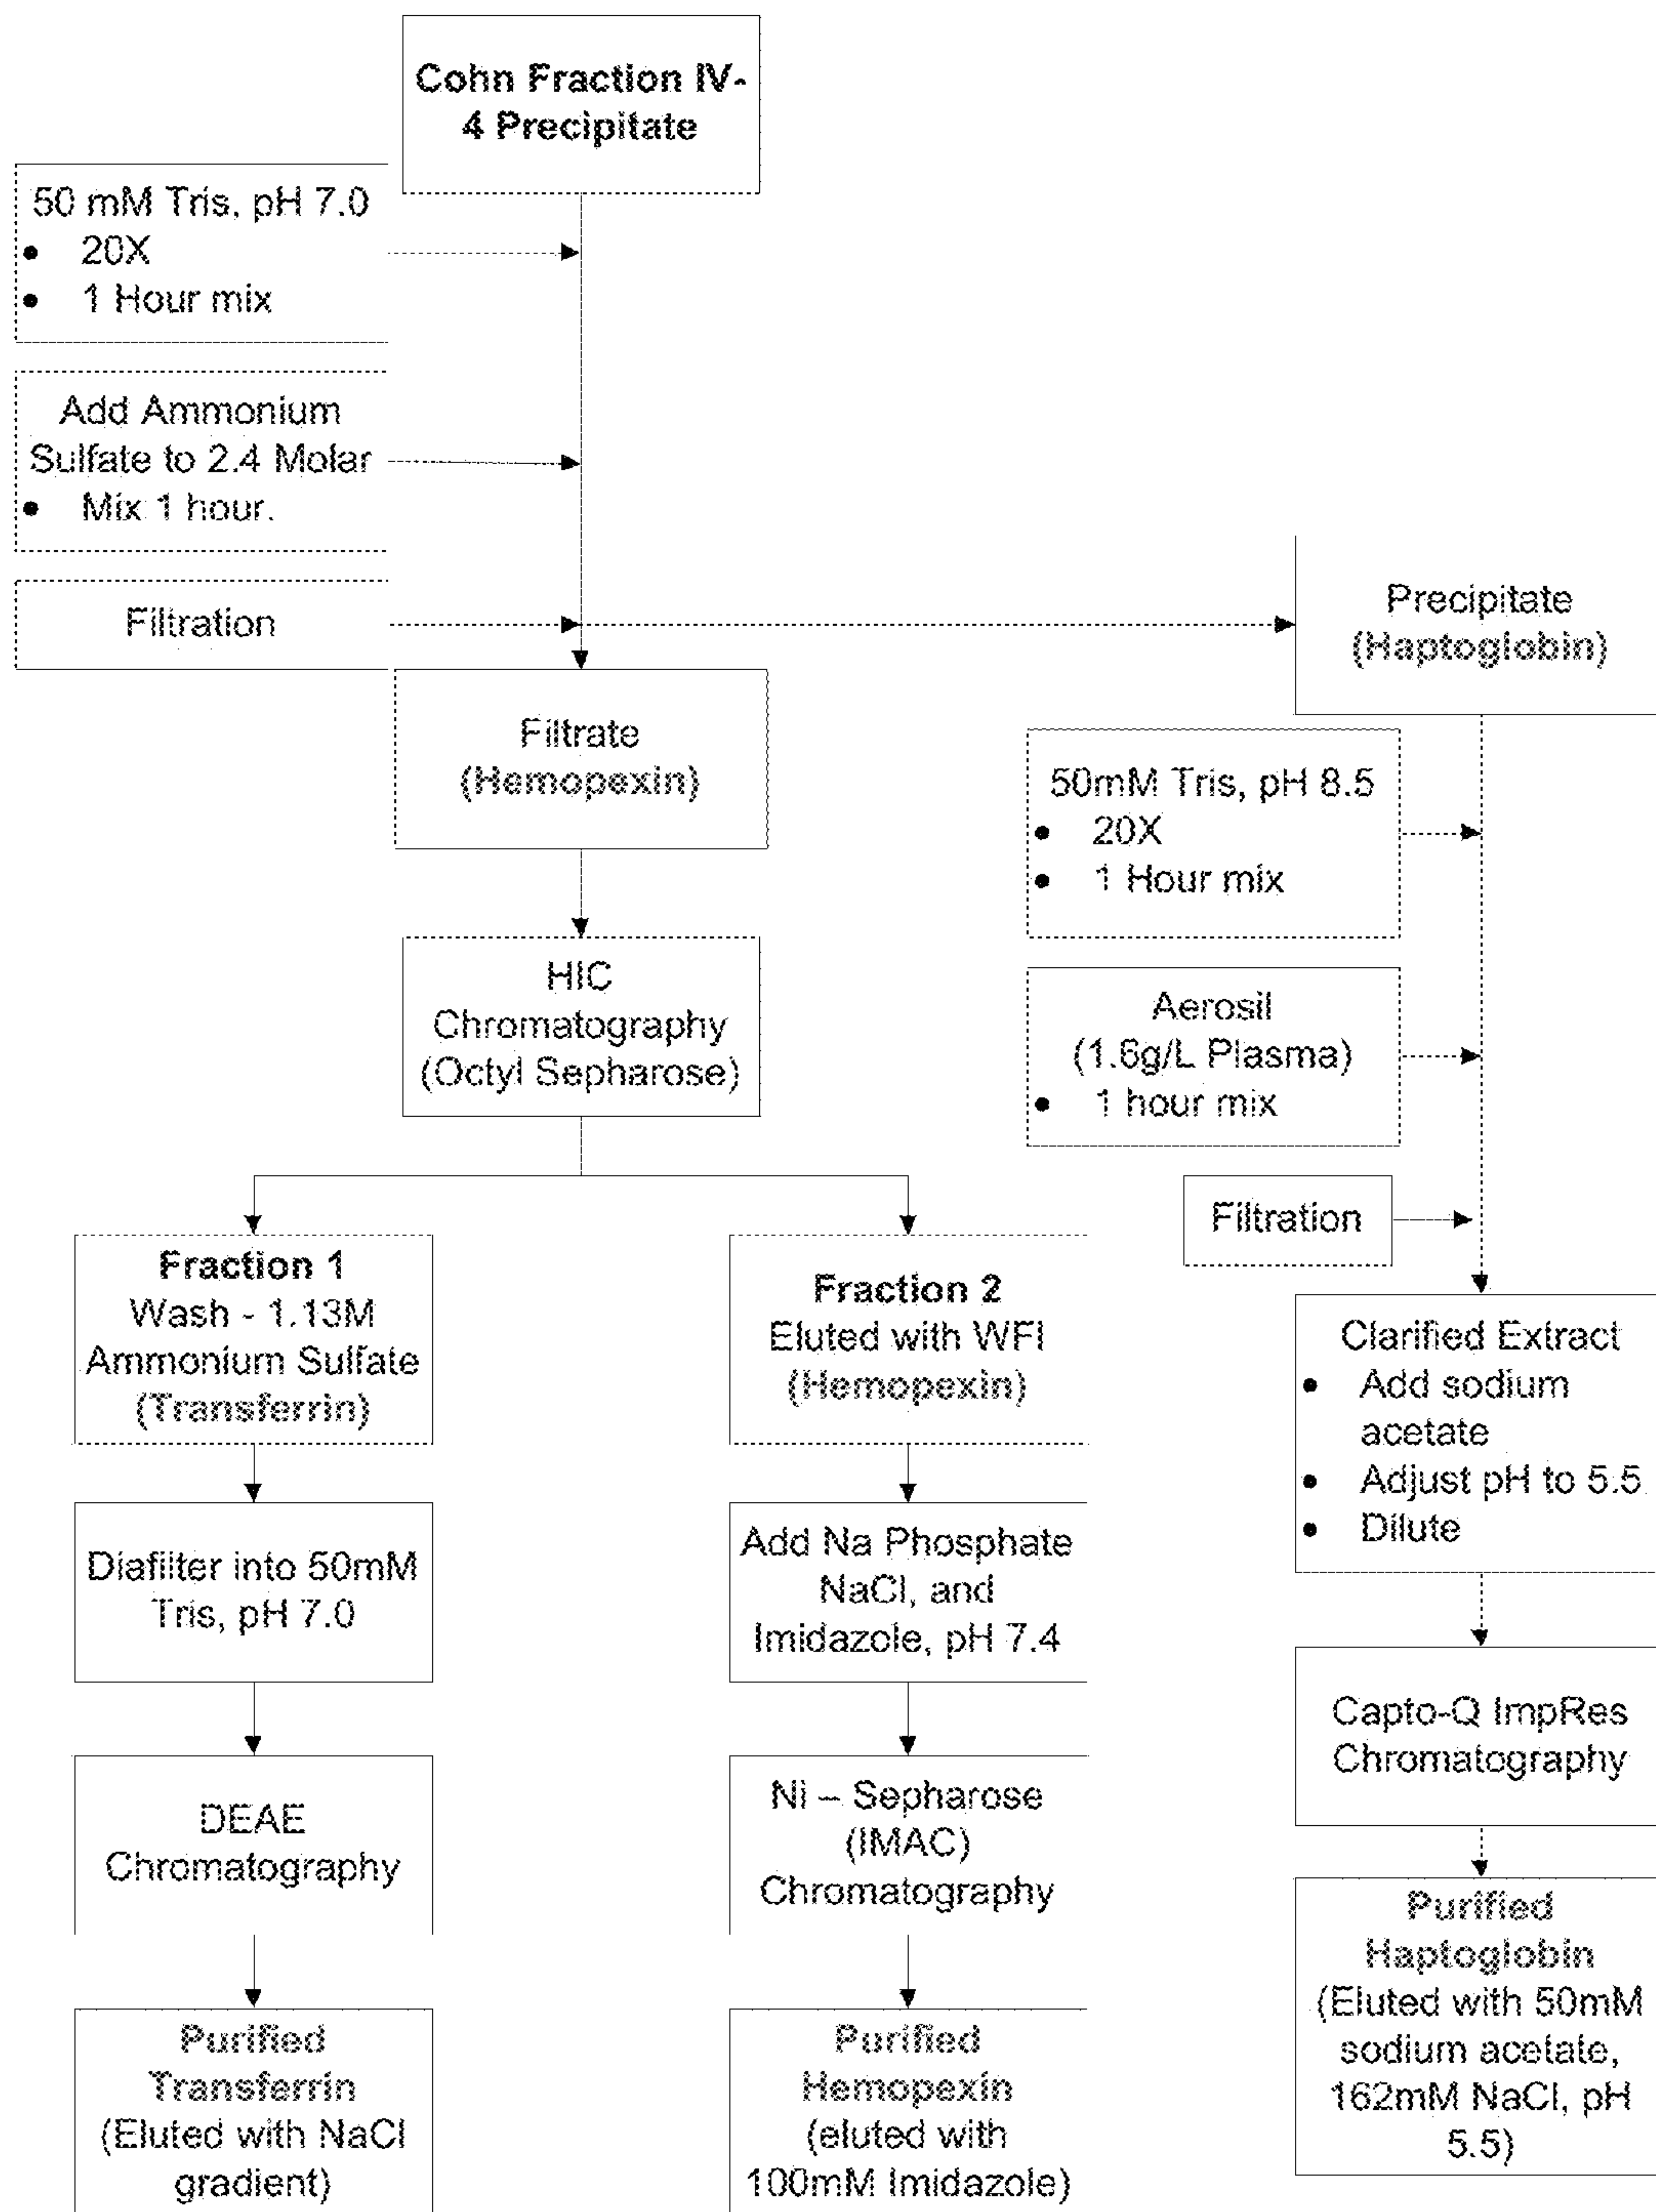 Cohn Fraction IV-
4 Precipitate
50 mM Tris, pH 7.0
• 20X
• 1 Hour mix
Add Ammonium
Sulfate to 2.4 Molar
• Mix 1 hour.
Filtration
Precipitate
(Haptoglobin)
Filtrate
(Hemopexin)
50mM Tris, pH 8.5
• 20X
• 1 Hour mix
HIC
Chromatography
(Octyl Sepharose)
Aerosil
(1.6g/L Plasma)
• 1 hour mix
Filtration
Fraction 1
Wash - 1.13M
Ammonium Sulfate
(Transferrin)
Fraction 2
Eluted with WFI
(Hemopexin)
Clarified Extract
• Add sodium
acetate
• Adjust pH to 5.5
• Dilute
Diafilter into 50mM
Tris, pH 7.0
Add Na Phosphate
NaCl, and
Imidazole, pH 7.4
Capto-Q ImpRes
Chromatography
DEAE
Chromatography
Ni – Sepharose
(IMAC)
Chromatography
Purified
Haptoglobin
(Eluted with 50mM
sodium acetate,
162mM NaCl, pH
5.5)
Purified
Transferrin
(Eluted with NaCl
gradient)
Purified
Hemopexin
(eluted with
100mM Imidazole)